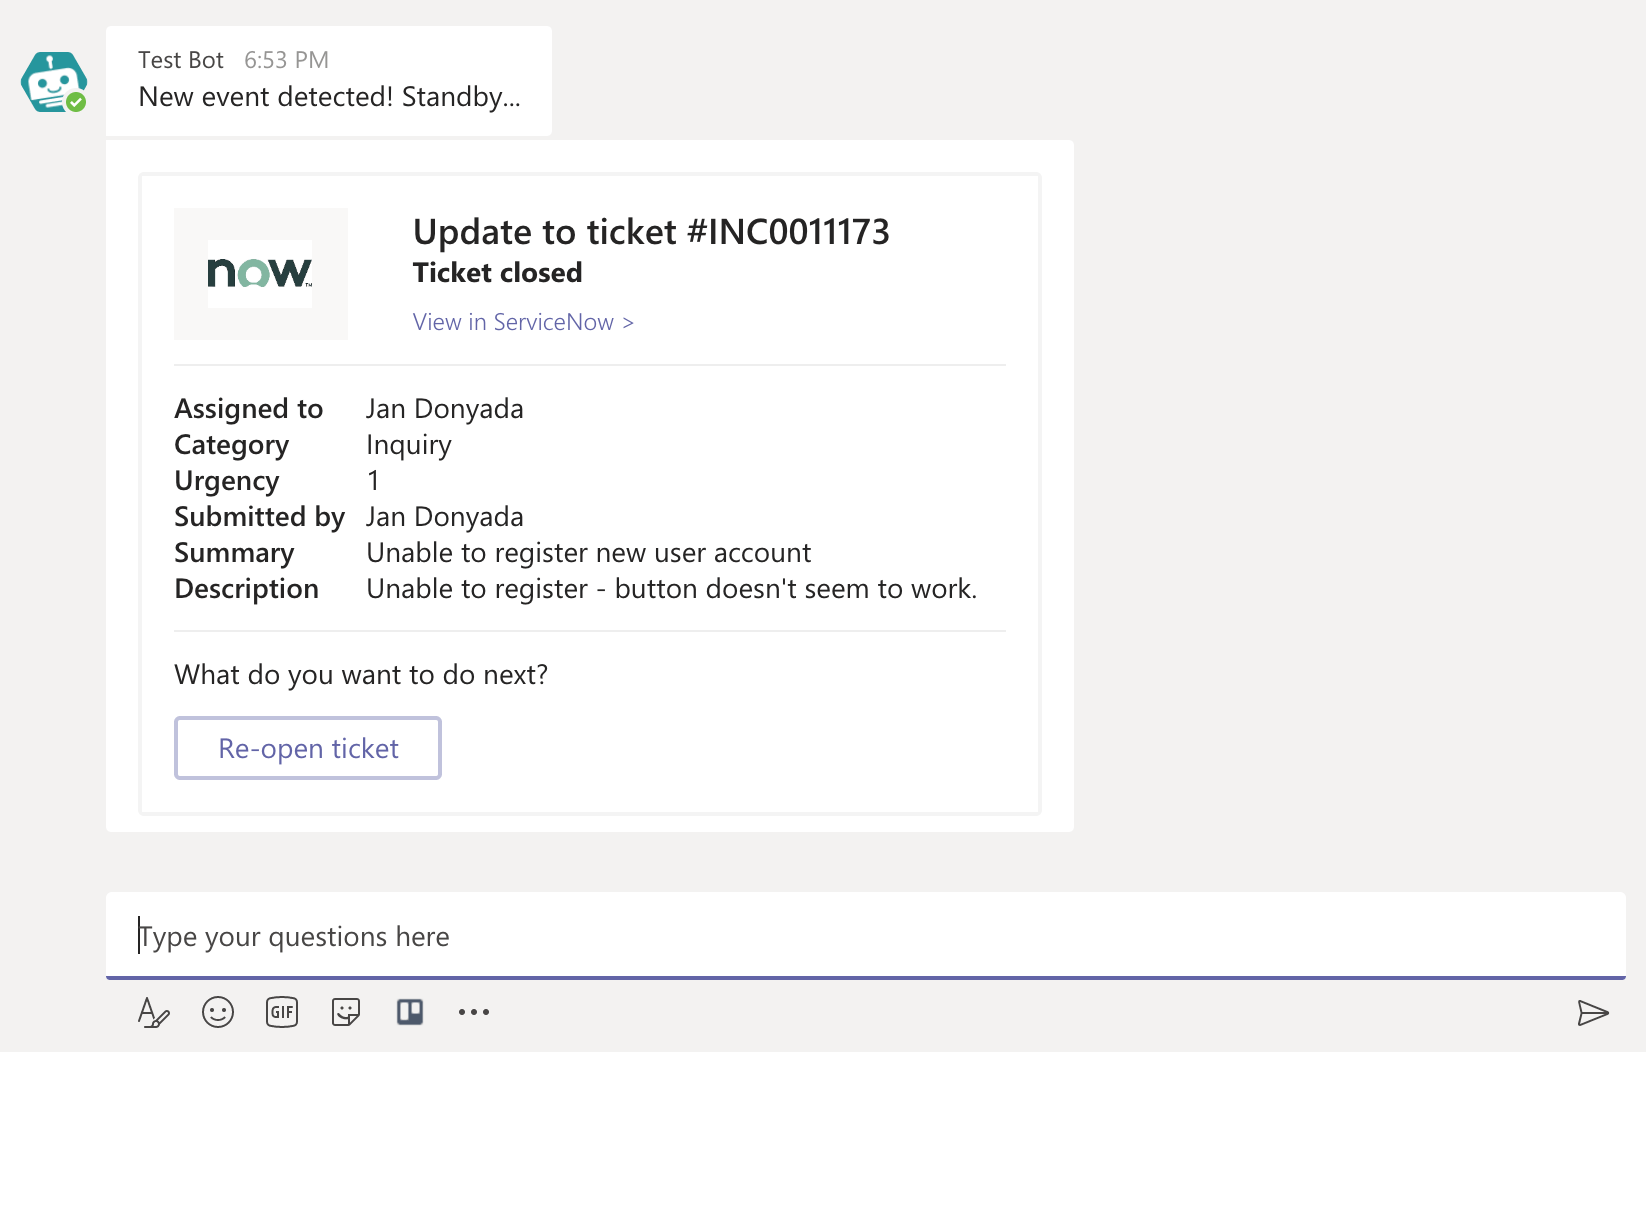 Test Bot 6:53 PM
New event detected! Standby...
now.™
Update to ticket #INC0011173
Ticket closed
View in ServiceNow >
Assigned to Jan Donyada
Category Inquiry
Urgency 1
Submitted by Jan Donyada
Summary Unable to register new user account
Description Unable to register - button doesn't seem to work.
What do you want to do next?
Re-open ticket
Type your questions here
GIF